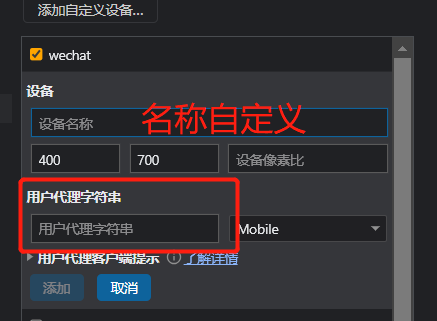 添加自定义设备...
wechat
设备
设备名称
名称自定义
400 700 设备像素比
用户代理字符串
用户代理字符串 Mobile
用户代理客户端提示 了解详情
添加 取消